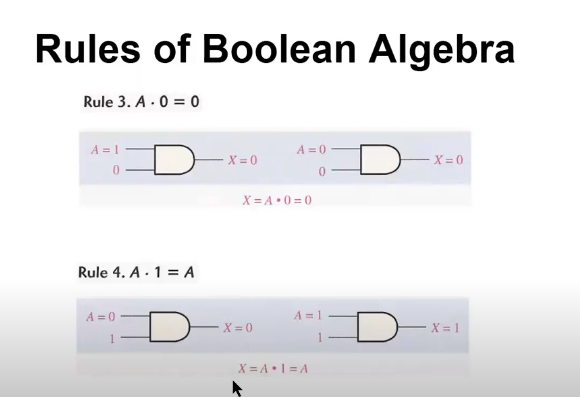 Rules of Boolean Algebra
Rule 3. A · 0 = 0
A = 1
0
X = 0
A = 0
0
X = 0
X = A • 0 = 0
Rule 4. A · 1 = A
A = 0
1
X = 0
A = 1
1
X = 1
X = A • 1 = A